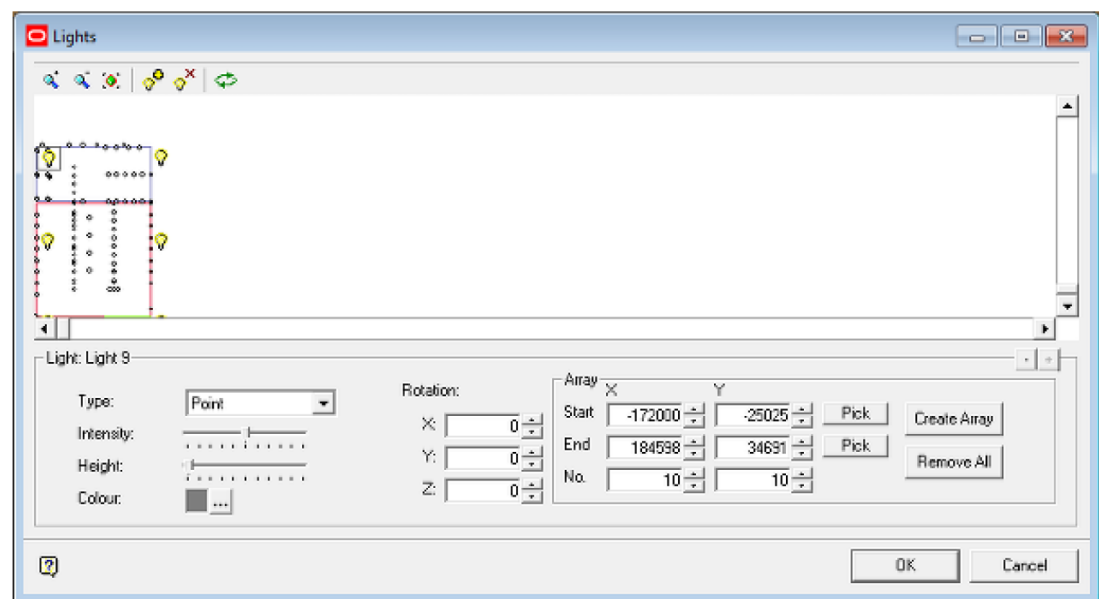 Lights
Light: Light 9
Type:
Point
Intensity:
Height:
Colour:
...
Rotation:
X:
0
Y:
0
Z:
0
Array
X Y
Start -172000 -25025 Pick
End 184598 34691 Pick
No. 10 10
Create Array
Remove All
OK
Cancel